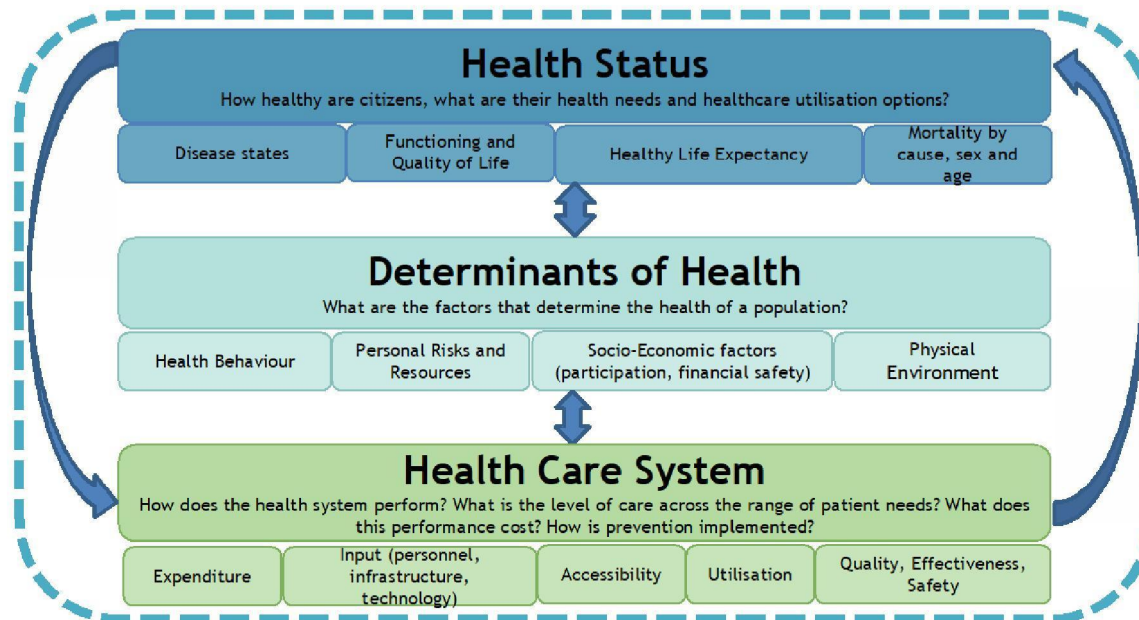 Health Status
How healthy are citizens, what are their health needs and healthcare utilisation options?
Disease states
Functioning and
Quality of Life
Healthy Life Expectancy
Mortality by
cause, sex and
age
Determinants of Health
What are the factors that determine the health of a population?
Health Behaviour
Personal Risks and
Resources
Socio-Economic factors
(participation, financial safety)
Physical
Environment
Health Care System
How does the health system perform? What is the level of care across the range of patient needs? What does
this performance cost? How is prevention implemented?
Expenditure
Input (personnel,
infrastructure,
technology)
Accessibility
Utilisation
Quality, Effectiveness,
Safety